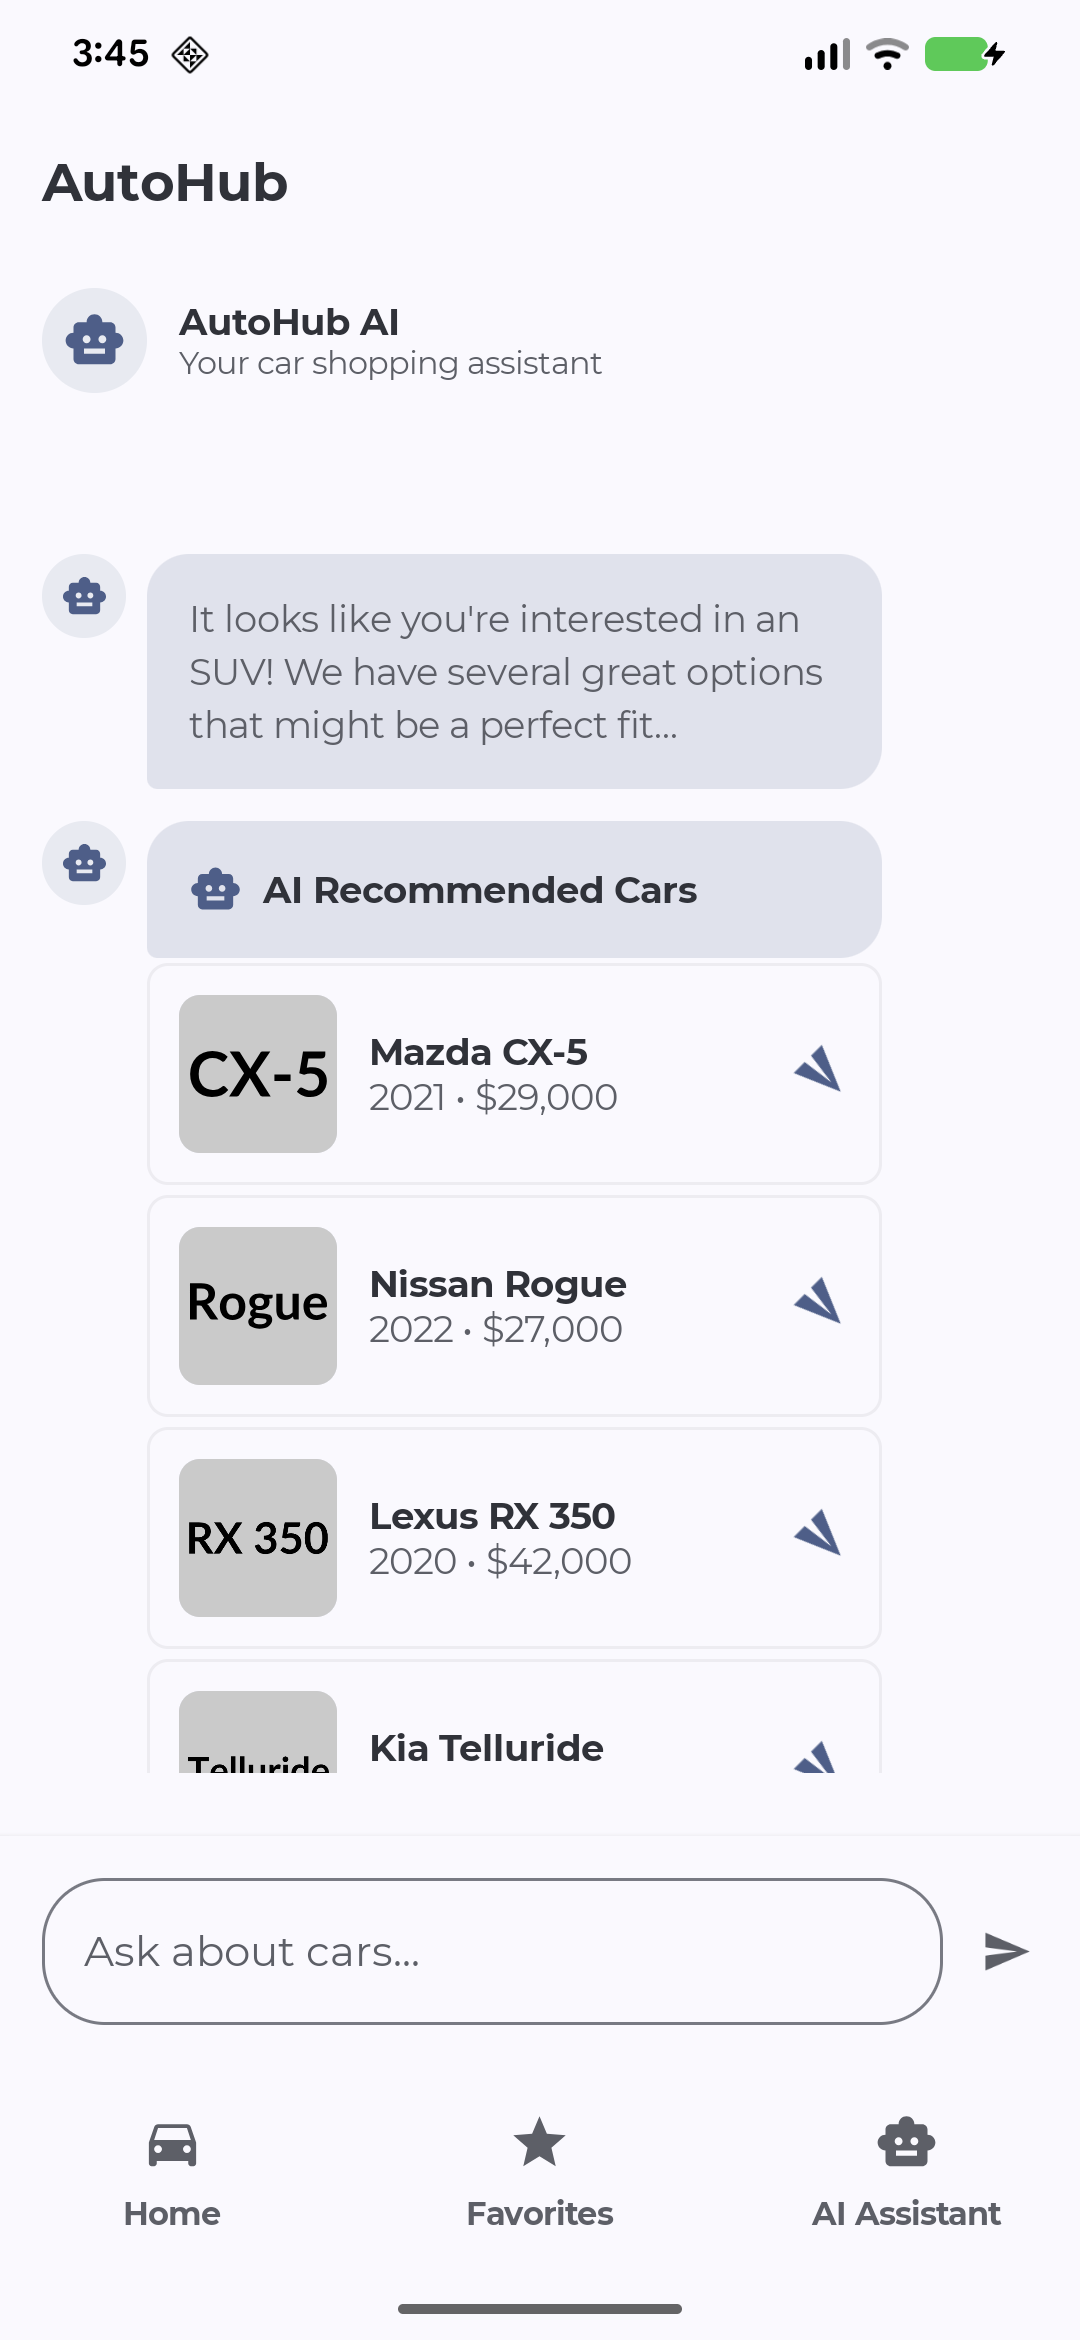 3:45
AutoHub
AutoHub AI
Your car shopping assistant
It looks like you're interested in an
SUV! We have several great options
that might be a perfect fit...
AI Recommended Cars
CX-5
Mazda CX-5
2021 • $29,000
Rogue
Nissan Rogue
2022 • $27,000
RX 350
Lexus RX 350
2020 • $42,000
Telluride
Kia Telluride
Ask about cars...
Home
Favorites
AI Assistant